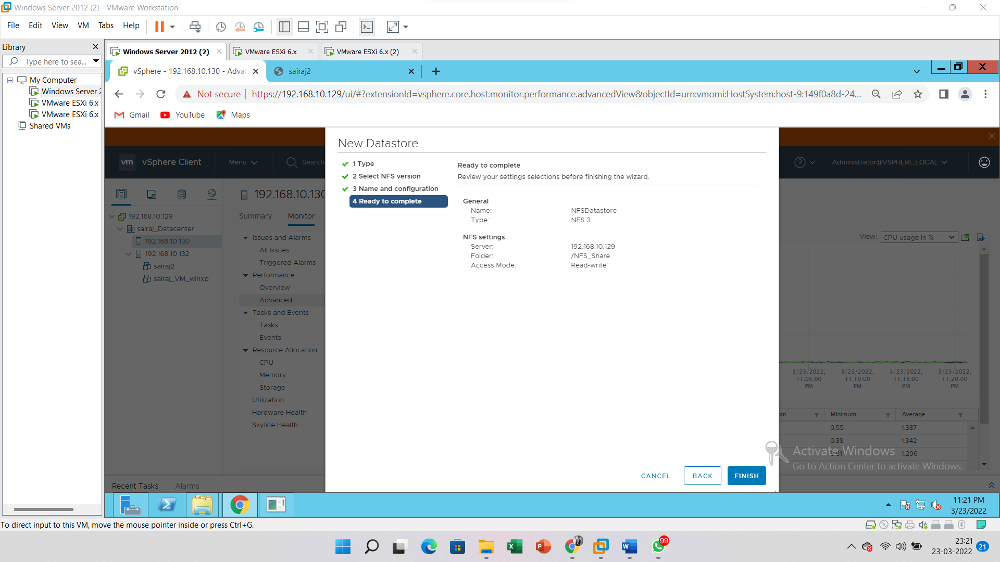 Windows Server 2012 (2) - VMware Workstation
File Edit View VM Tabs Help
Library
Type here to sea...
My Computer
Windows Server 2
VMware ESXi 6.x
VMware ESXi 6.x
Shared VMs
Windows Server 2012 (2)
VMware ESXi 6.x
VMware ESXi 6.x (2)
vSphere - 192.168.10.130 - Adva
sairaj2
Not secure | https://192.168.10.129/ui/#?extensionId=vsphere.core.host.monitor.performance.advancedView&objectId=urn:vmomi:HostSystem:host-9:149f0a8d-24...
Gmail YouTube Maps
vm vSphere Client Menu Search
Administrator@VSPHERE.LOCAL
192.168.10.129
sairaj_Datacenter
192.168.10.130
192.168.10.132
sairaj2
sairaj_VM_winxp
192.168.10.130
Summary Monitor
Issues and Alarms
All Issues
Triggered Alarms
Performance
Overview
Advanced
Tasks and Events
Tasks
Events
Resource Allocation
CPU
Memory
Storage
Utilization
Hardware Health
Skyline Health
New Datastore
1 Type
2 Select NFS version
3 Name and configuration
4 Ready to complete
Ready to complete
Review your settings selections before finishing the wizard.
General
Name: NFSDatastore
Type: NFS 3
NFS settings
Server: 192.168.10.129
Folder: /NFS_Share
Access Mode: Read-write
CANCEL BACK FINISH
View: CPU usage in %
3/23/2022, 11:05:00 PM
3/23/2022, 11:10:00 PM
3/23/2022, 11:15:00 PM
3/23/2022, 11:20:00 PM
Minimum Average
0.55 1.387
0.88 1.342
1.296
Activate Windows
Go to Action Center to activate Windows.
Recent Tasks Alarms
11:21 PM
3/23/2022
To direct input to this VM, move the mouse pointer inside or press Ctrl+G.
99
23:21
23-03-2022
21